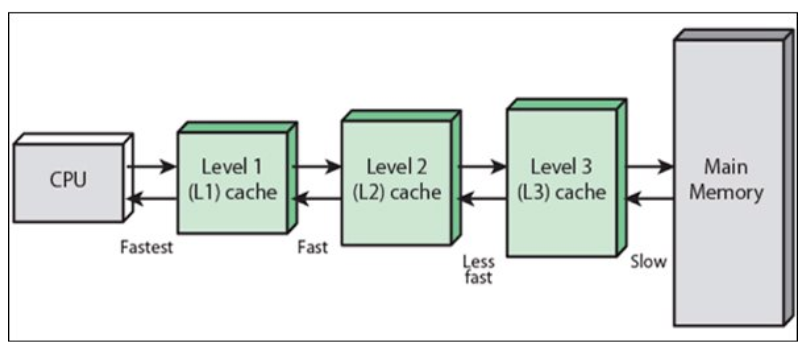 CPU
Level 1
(L1) cache
Level 2
(L2) cache
Level 3
(L3) cache
Main
Memory
Fastest
Fast
Less
fast
Slow